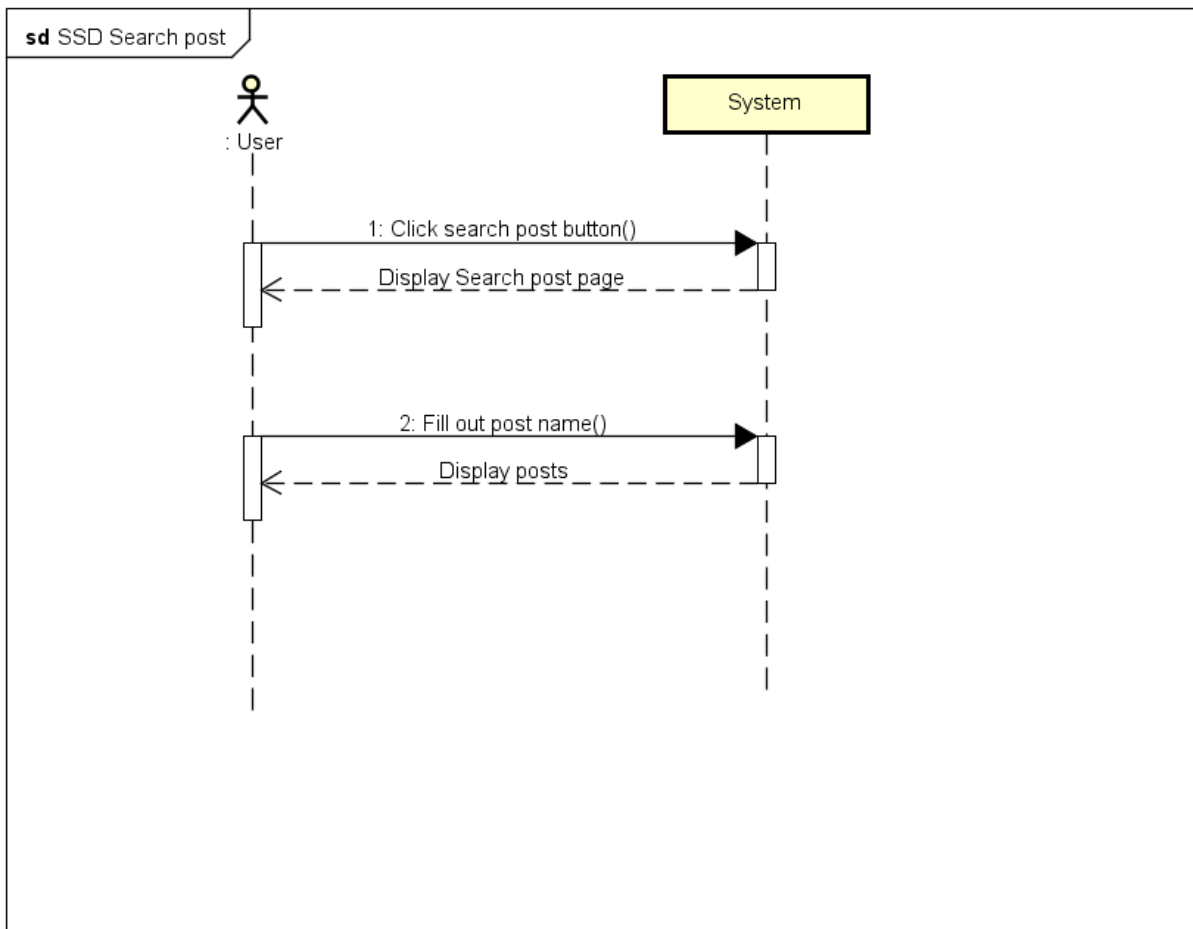 sd SSD Search post
: User
System
1: Click search post button()
Display Search post page
2: Fill out post name()
Display posts